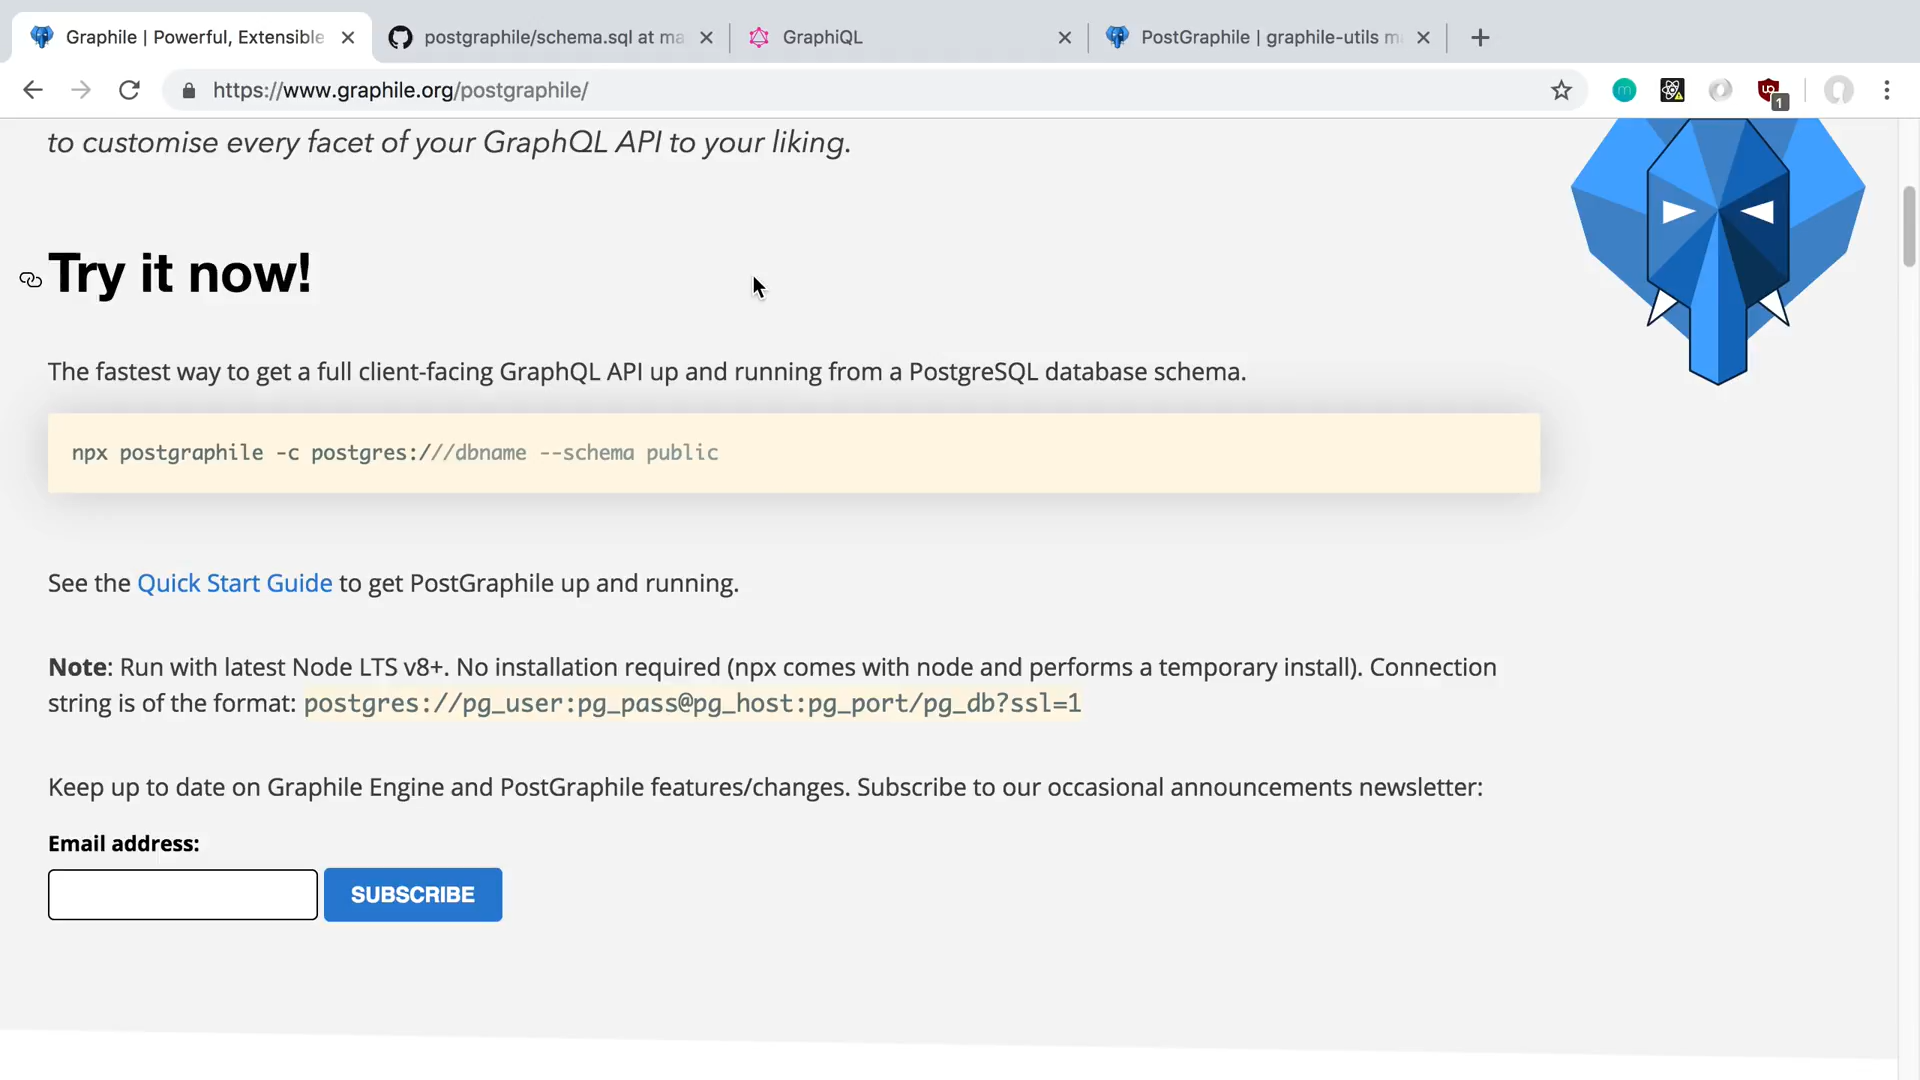 Graphile | Powerful, Extensible
postgraphile/schema.sql at ma
GraphiQL
PostGraphile | graphile-utils m
https://www.graphile.org/postgraphile/
1
to customise every facet of your GraphQL API to your liking.
Try it now!
The fastest way to get a full client-facing GraphQL API up and running from a PostgreSQL database schema.
npx postgraphile -c postgres:///dbname --schema public
See the Quick Start Guide to get PostGraphile up and running.
Note: Run with latest Node LTS v8+. No installation required (npx comes with node and performs a temporary install). Connection
string is of the format: postgres://pg_user:pg_pass@pg_host:pg_port/pg_db?ssl=1
Keep up to date on Graphile Engine and PostGraphile features/changes. Subscribe to our occasional announcements newsletter:
Email address:
SUBSCRIBE